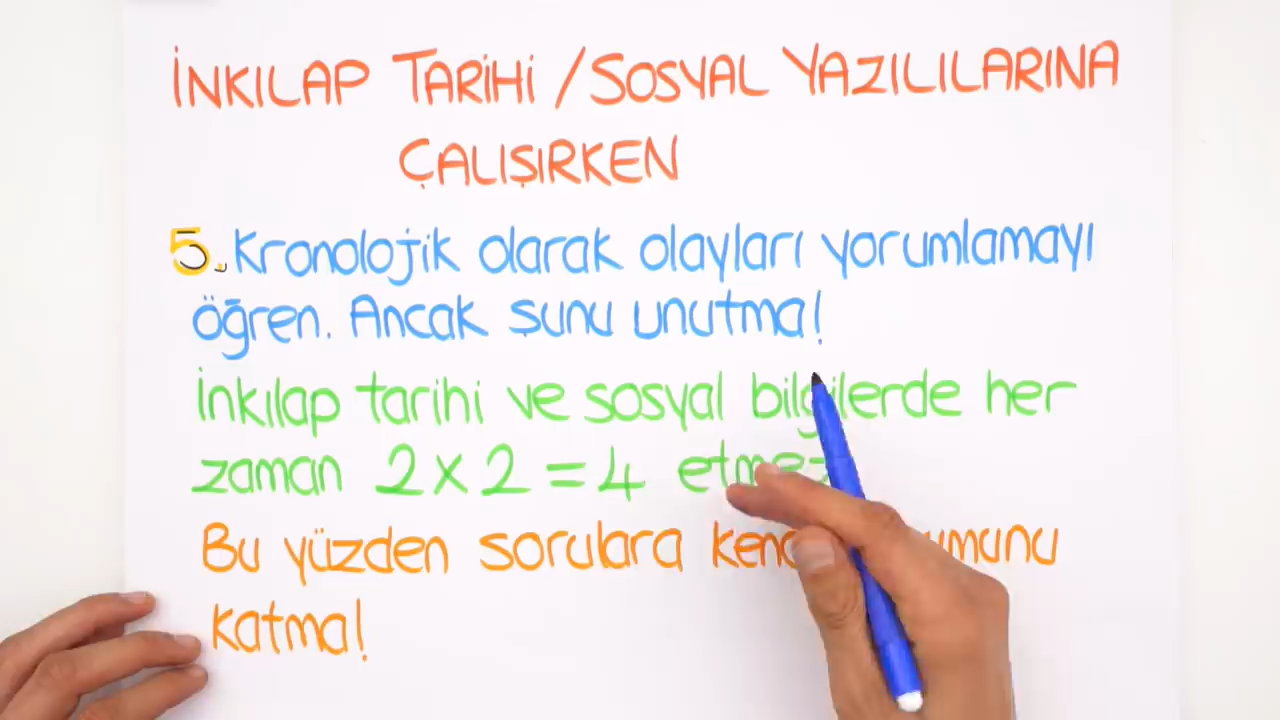 İNKILAP TARİHİ / SOSYAL YAZILILARINA
ÇALIŞIRKEN
5. Kronolojik olarak olayları yorumlamayı
öğren. Ancak şunu unutma!
İnkılap tarihi ve sosyal bilgilerde her
zaman 2 x 2 = 4 etmez
Bu yüzden sorulara
katma!